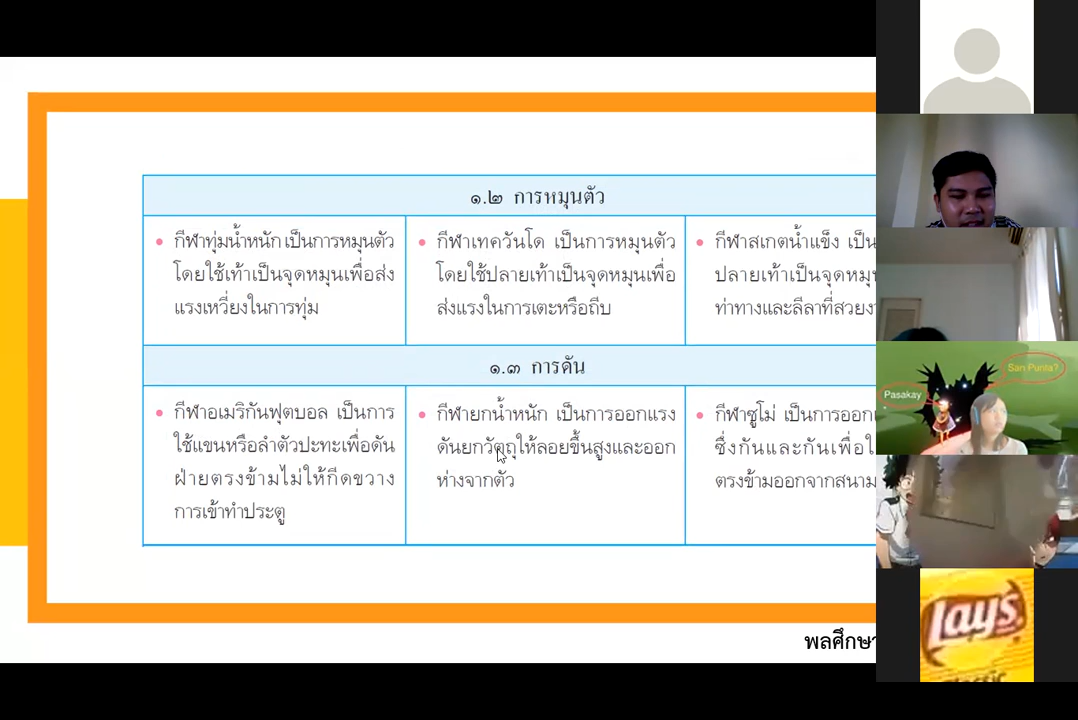 ๑.๒ การหมุนตัว
กีฬาทุ่มน้ำหนัก เป็นการหมุนตัว
โดยใช้เท้าเป็นจุดหมุนเพื่อส่ง
แรงเหวี่ยงในการทุ่ม
กีฬาเทควันโด เป็นการหมุนตัว
โดยใช้ปลายเท้าเป็นจุดหมุนเพื่อ
ส่งแรงในการเตะหรือถีบ
กีฬาสเกตน้ำแข็ง เป็น
ปลายเท้าเป็นจุดหมุน
ท่าทางและลีลาที่สวยง
๑.๓ การดัน
กีฬาอเมริกันฟุตบอล เป็นการ
ใช้แขนหรือลำตัวปะทะเพื่อดัน
ฝ่ายตรงข้ามไม่ให้กีดขวาง
การเข้าทำประตู
กีฬายกน้ำหนัก เป็นการออกแรง
ดันยกวัตถุให้ลอยขึ้นสูงและออก
ห่างจากตัว
กีฬาซูโม่ เป็นการออก
ซึ่งกันและกันเพื่อ
ตรงข้ามออกจากสนาม
พลศึกษา
Pasakay
San Punta?
Lay's
Classic